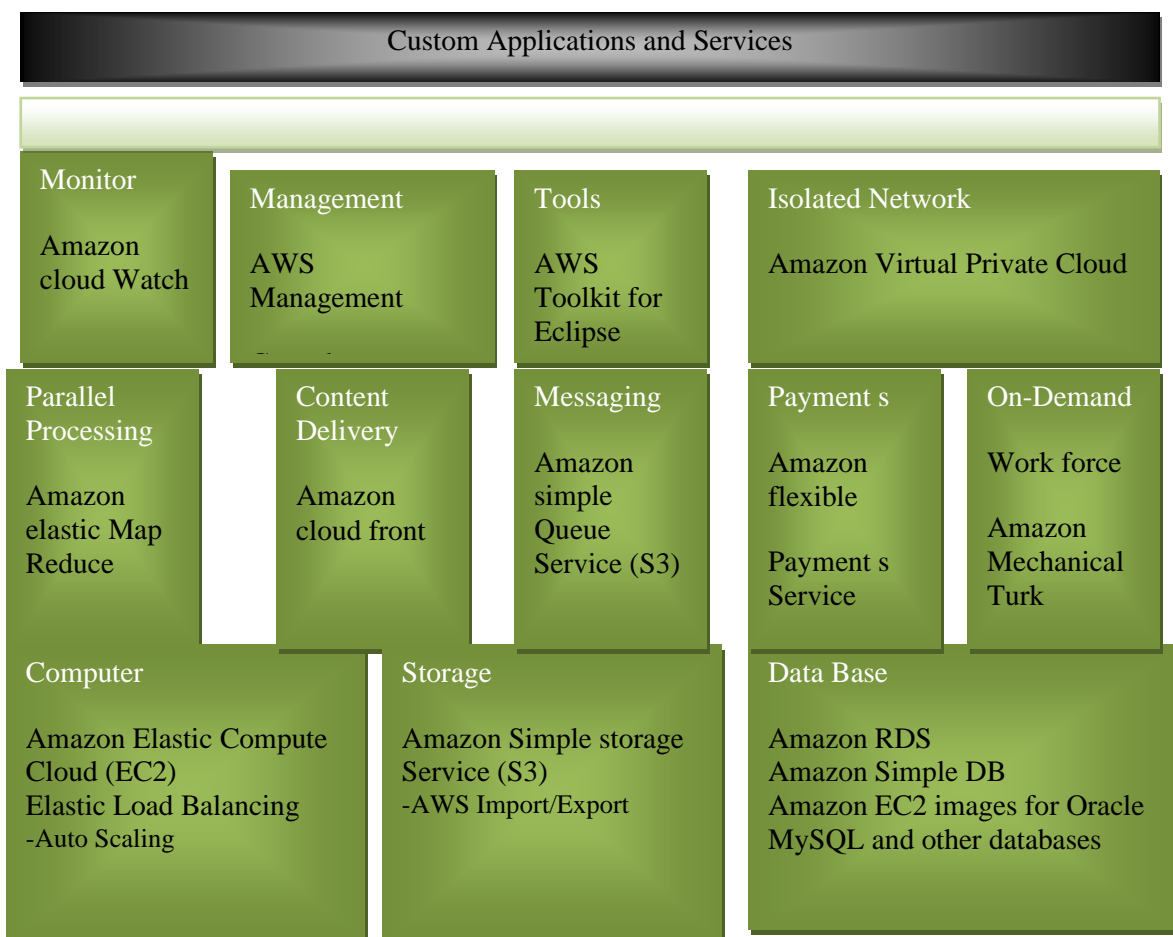 Custom Applications and Services
Monitor
Amazon
cloud Watch
Management
AWS
Management
Tools
AWS
Toolkit for
Eclipse
Isolated Network
Amazon Virtual Private Cloud
Parallel
Processing
Amazon
elastic Map
Reduce
Content
Delivery
Amazon
cloud front
Messaging
Amazon
simple
Queue
Service (S3)
Payment s
Amazon
flexible
Payment s
Service
On-Demand
Work force
Amazon
Mechanical
Turk
Computer
Amazon Elastic Compute
Cloud (EC2)
Elastic Load Balancing
-Auto Scaling
Storage
Amazon Simple storage
Service (S3)
-AWS Import/Export
Data Base
Amazon RDS
Amazon Simple DB
Amazon EC2 images for Oracle
MySQL and other databases